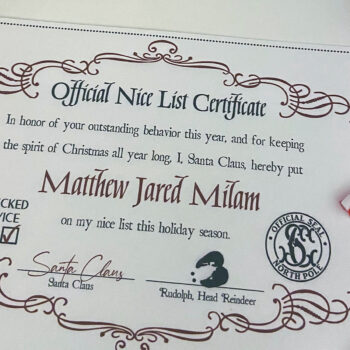 Official Nice List Certificate
In honor of your outstanding behavior this year, and for keeping
the spirit of Christmas all year long, I, Santa Claus, hereby put
Matthew Jared Milam
on my nice list this holiday season.
CKED
ICE
OFFICIAL SEAL
SC
NORTH POLE
Santa Claus
Santa Claus
Rudolph, Head Reindeer